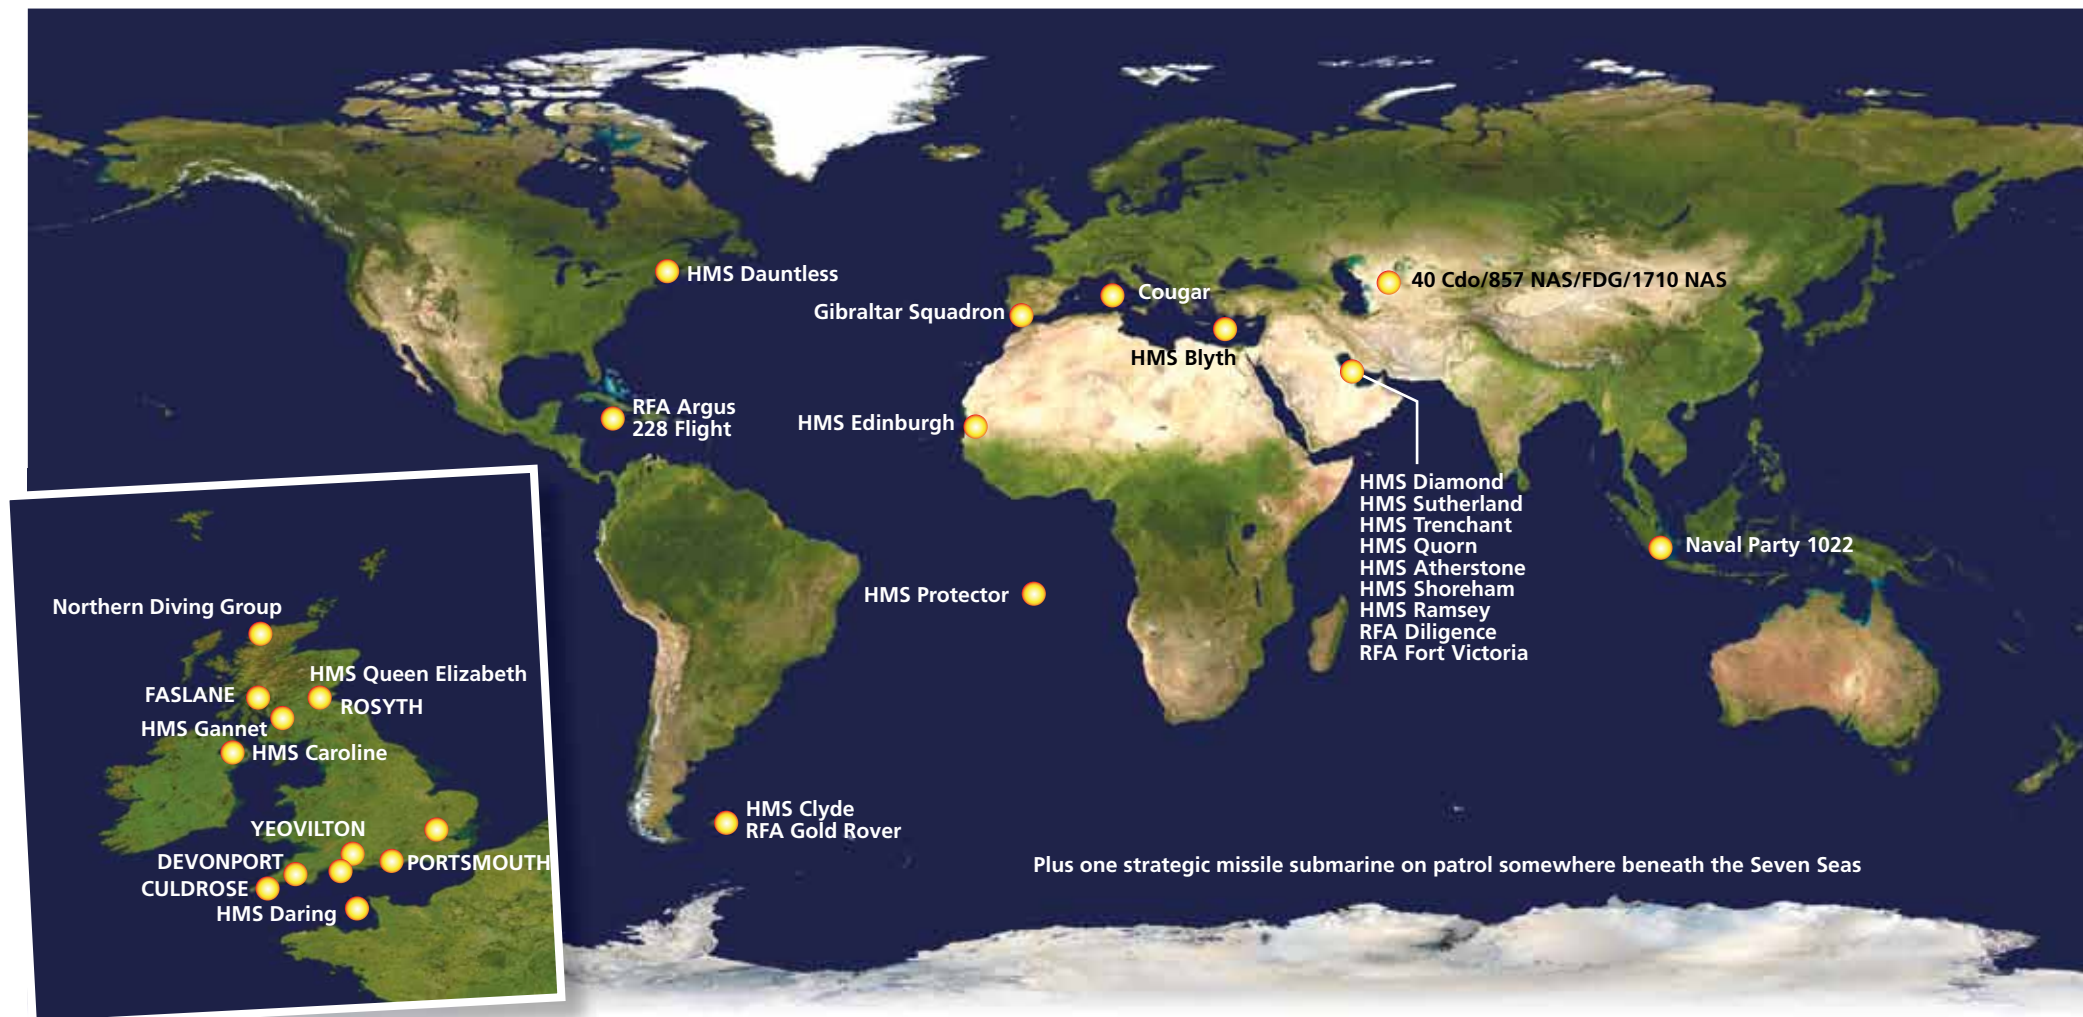 HMS Dauntless
Gibraltar Squadron
Cougar
40 Cdo/857 NAS/FDG/1710 NAS
HMS Blyth
RFA Argus
228 Flight
HMS Edinburgh
HMS Diamond
HMS Sutherland
HMS Trenchant
HMS Quorn
HMS Atherstone
HMS Shoreham
HMS Ramsey
RFA Diligence
RFA Fort Victoria
Naval Party 1022
HMS Protector
HMS Clyde
RFA Gold Rover
Plus one strategic missile submarine on patrol somewhere beneath the Seven Seas
Northern Diving Group
HMS Queen Elizabeth
FASLANE
ROSYTH
HMS Gannet
HMS Caroline
YEOVILTON
DEVONPORT
PORTSMOUTH
CULDROSE
HMS Daring